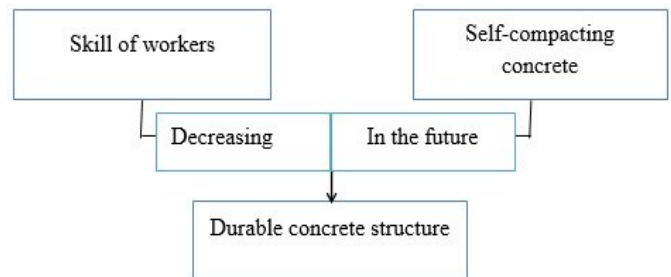 Skill of workers
Self-compacting
concrete
Decreasing
In the future
Durable concrete structure